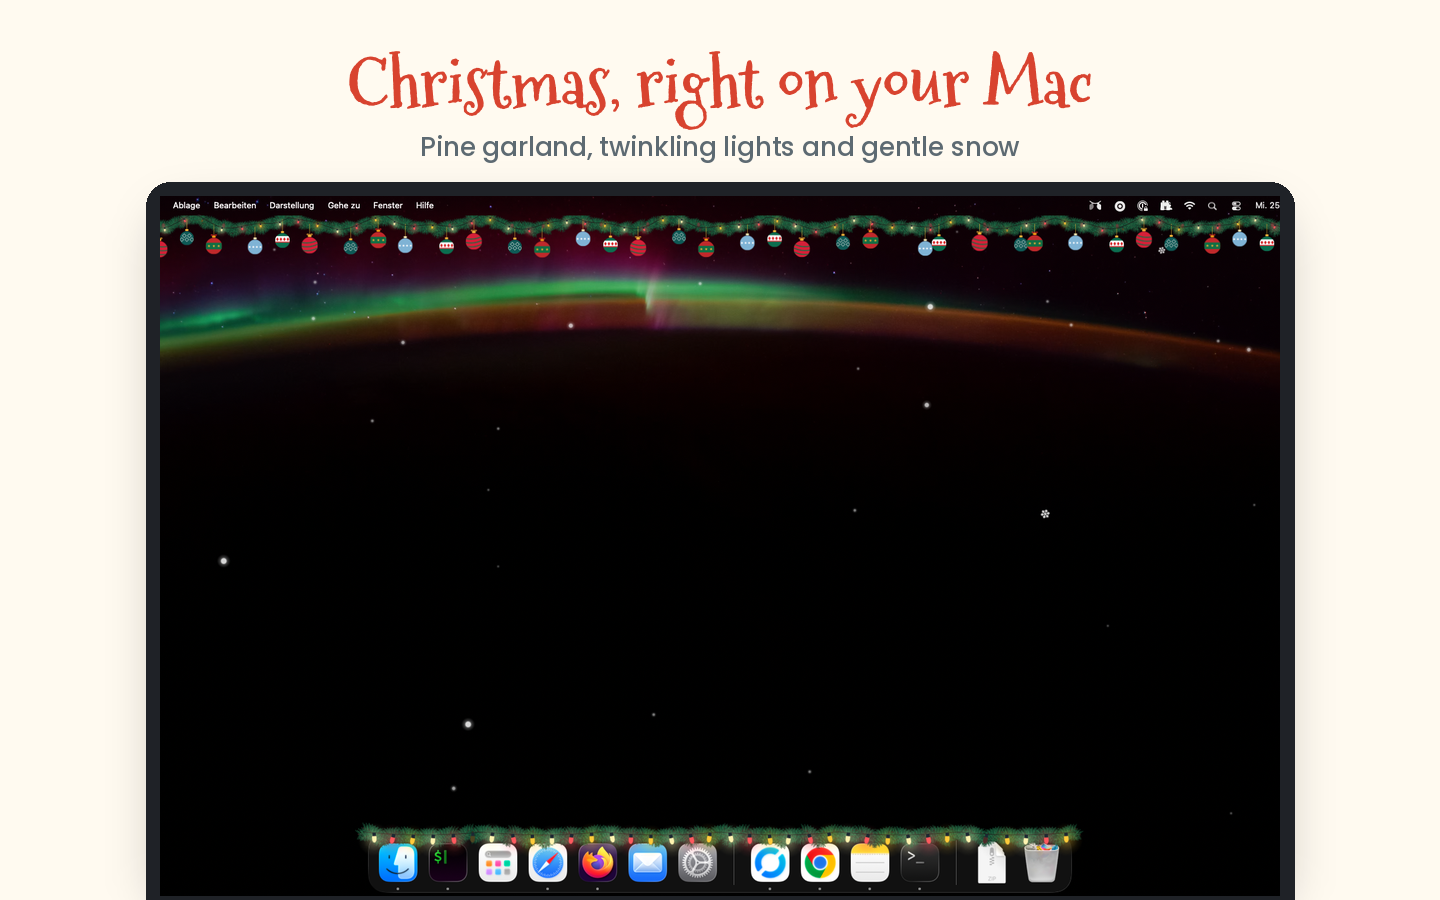 Christmas, right on your Mac
Pine garland, twinkling lights and gentle snow
Ablage Bearbeiten Darstellung Gehe zu Fenster Hilfe Mi. 25
$
>_
ZIP